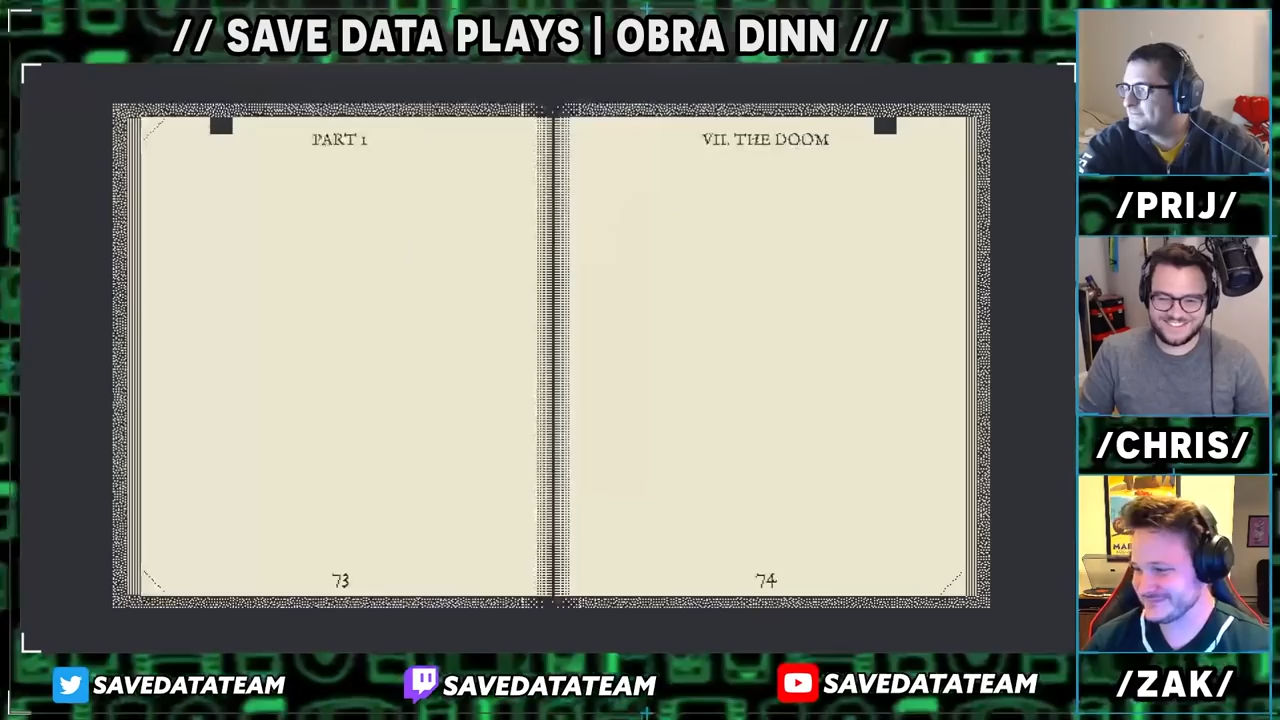 // SAVE DATA PLAYS | OBRA DINN //
PART 1
VII. THE DOOM
73
74
/PRIJ/
/CHRIS/
/ZAK/
SAVEDATATEAM
SAVEDATATEAM
SAVEDATATEAM